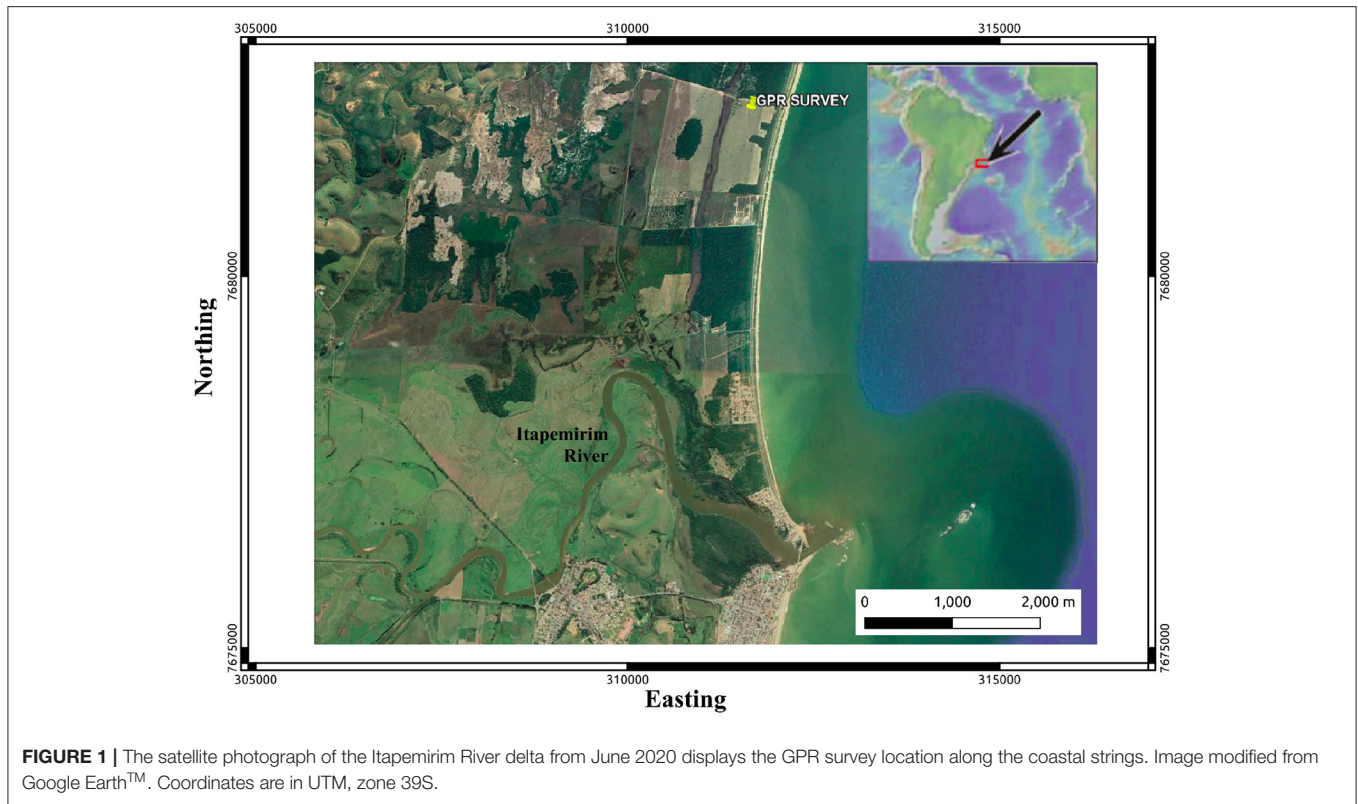 305000
310000
315000
GPR SURVEY
7680000
7680000
Northing
Itapemirim
River
0 1,000 2,000 m
7675000
7675000
305000
310000
315000
Easting
FIGURE 1 | The satellite photograph of the Itapemirim River delta from June 2020 displays the GPR survey location along the coastal strings. Image modified from
Google Earth™. Coordinates are in UTM, zone 39S.